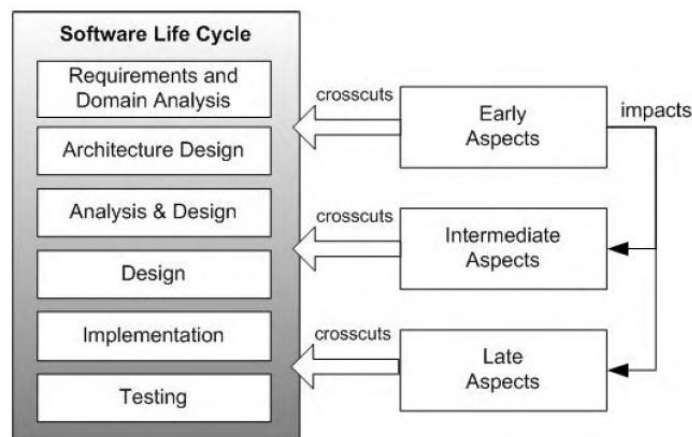 Software Life Cycle
Requirements and
Domain Analysis
Architecture Design
Analysis & Design
Design
Implementation
Testing
crosscuts
Early
Aspects
impacts
crosscuts
Intermediate
Aspects
crosscuts
Late
Aspects